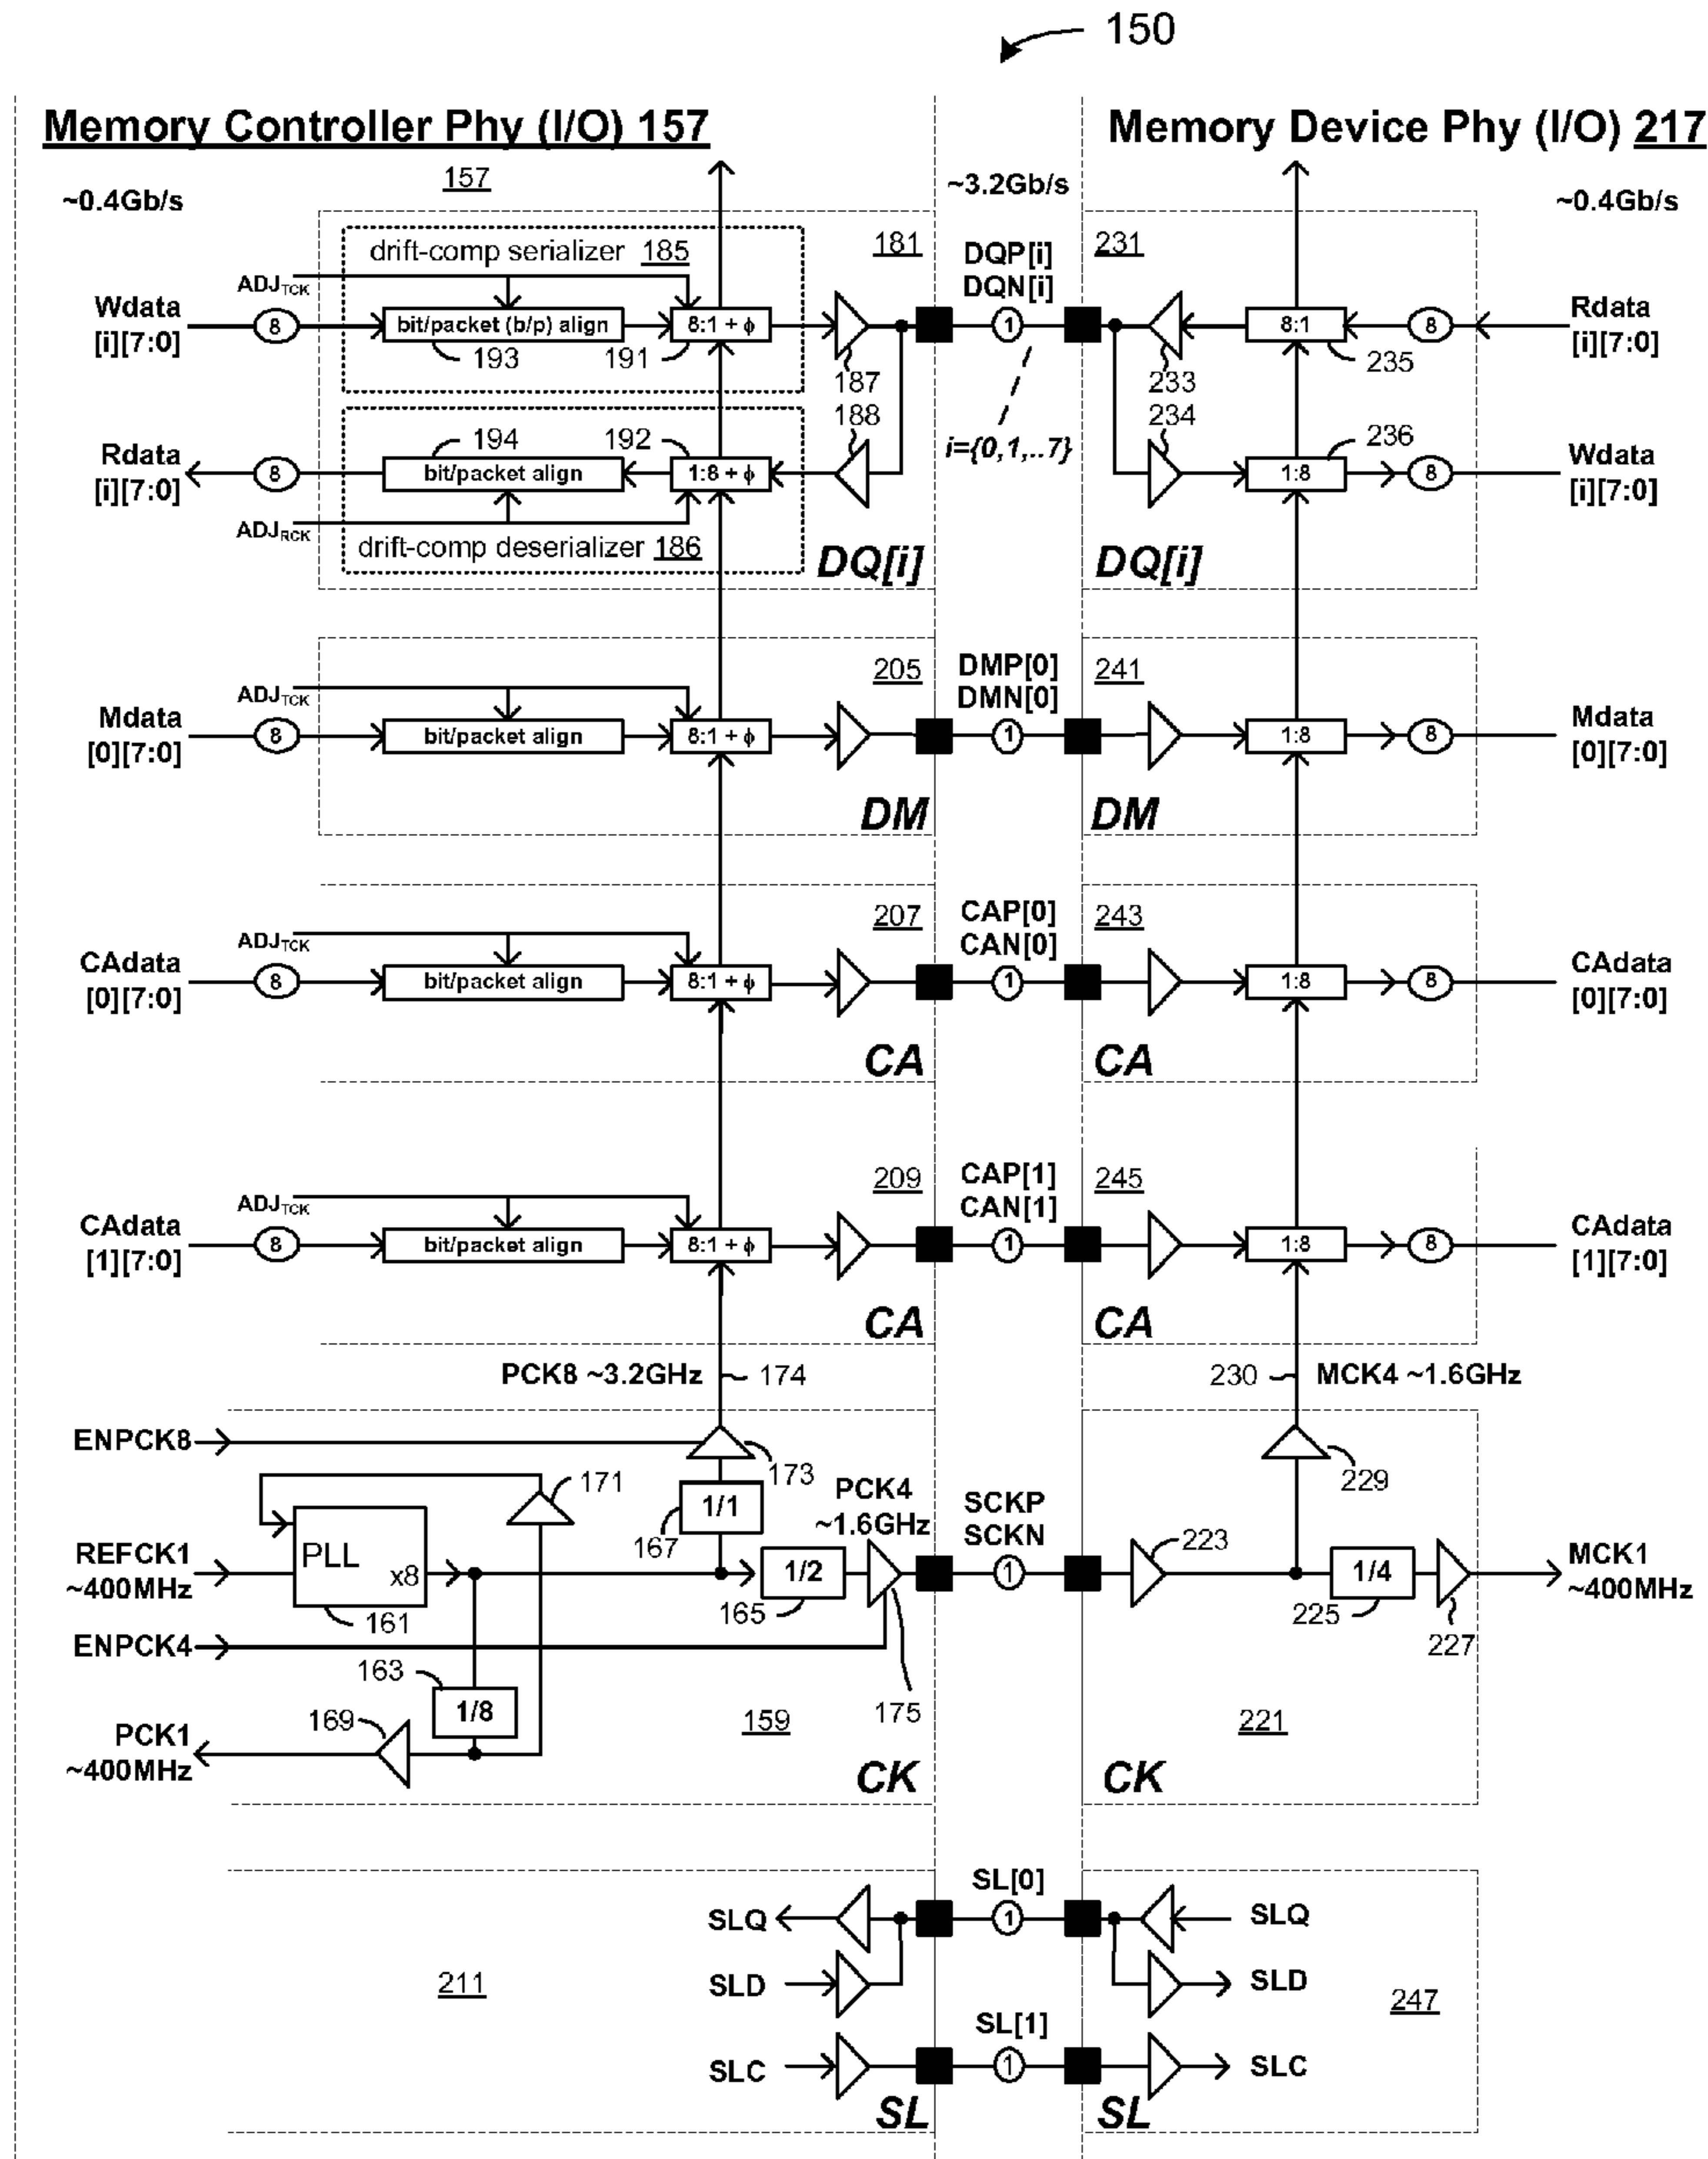 150
Memory Controller Phy (I/O) 157
Memory Device Phy (I/O) 217
157
~0.4Gb/s
~3.2Gb/s
~0.4Gb/s
drift-comp serializer 185
181
DQP[i]
DQN[i]
231
ADJTCK
Wdata
[i][7:0]
8
bit/packet (b/p) align
8:1 + ϕ
1
8:1
8
Rdata
[i][7:0]
193
191
187
233
235
188
234
i={0,1,..7}
194
192
236
Rdata
[i][7:0]
8
bit/packet align
1:8 + ϕ
1:8
8
Wdata
[i][7:0]
ADJRCK
drift-comp deserializer 186
DQ[i]
DQ[i]
205
DMP[0]
DMN[0]
241
ADJTCK
Mdata
[0][7:0]
8
bit/packet align
8:1 + ϕ
1
1:8
8
Mdata
[0][7:0]
DM
DM
207
CAP[0]
CAN[0]
243
ADJTCK
CAdata
[0][7:0]
8
bit/packet align
8:1 + ϕ
1
1:8
8
CAdata
[0][7:0]
CA
CA
209
CAP[1]
CAN[1]
245
ADJTCK
CAdata
[1][7:0]
8
bit/packet align
8:1 + ϕ
1
1:8
8
CAdata
[1][7:0]
CA
CA
PCK8 ~3.2GHz
174
230
MCK4 ~1.6GHz
ENPCK8
171
173
229
1/1
167
PCK4
~1.6GHz
SCKP
SCKN
223
REFCK1
~400MHz
PLL
x8
161
1/2
165
1
1/4
225
227
MCK1
~400MHz
ENPCK4
163
1/8
169
175
159
221
PCK1
~400MHz
CK
CK
SL[0]
SLQ
1
SLQ
SLD
SLD
211
247
SL[1]
SLC
1
SLC
SL
SL